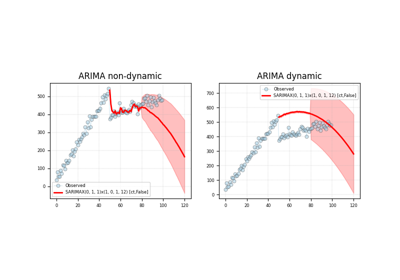 ARIMA non-dynamic
500
400
300
200
100
0
Observed
SARIMAX(0, 1, 1)x(1, 0, 1, 12) [ct,False]
0 20 40 60 80 100 120
ARIMA dynamic
700
600
500
400
300
200
100
0
Observed
SARIMAX(0, 1, 1)x(1, 0, 1, 12) [ct,False]
0 20 40 60 80 100 120